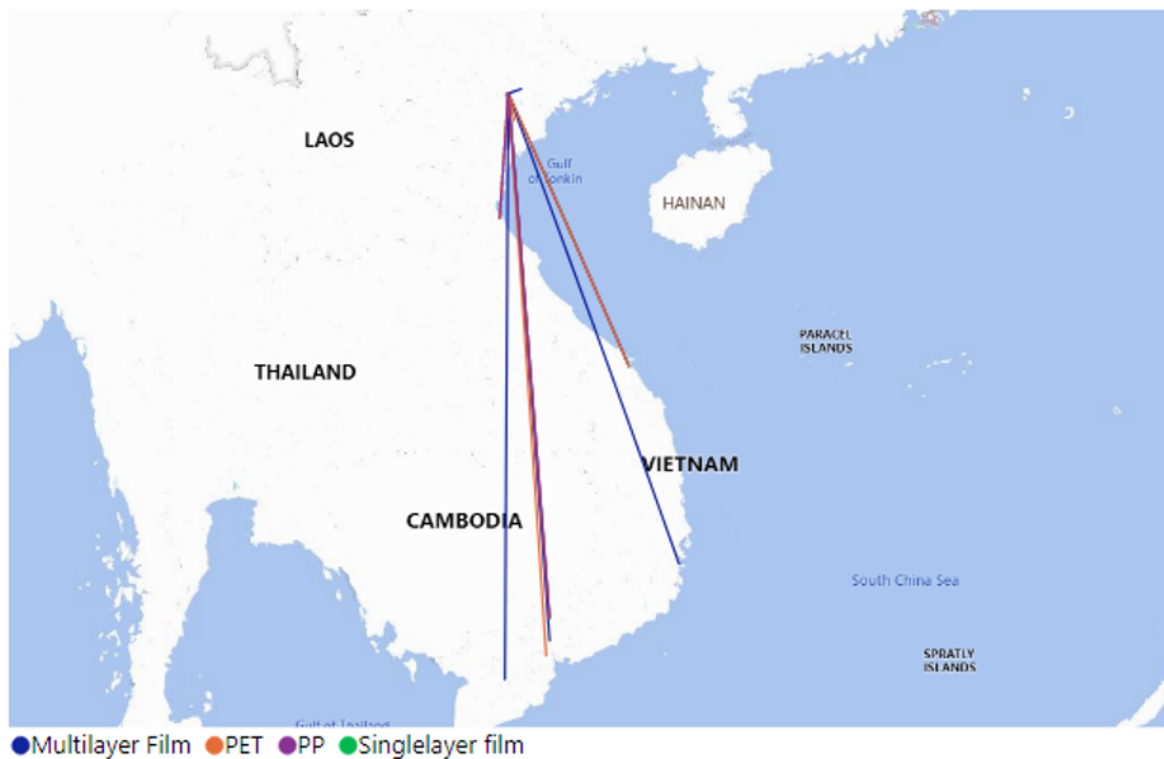 LAOS
Gulf
of Tonkin
HAINAN
PARACEL
ISLANDS
THAILAND
VIETNAM
CAMBODIA
South China Sea
SPRATLY
ISLANDS
Gulf of Thailand
Multilayer Film PET PP Singlelayer film